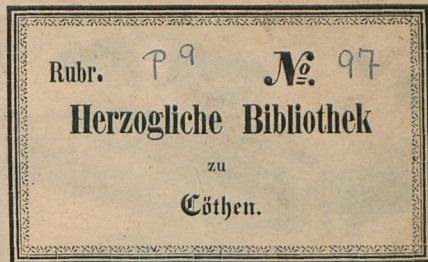 Rubr. P 9 No. 97
Herzogliche Bibliothek
zu
Cöthen.